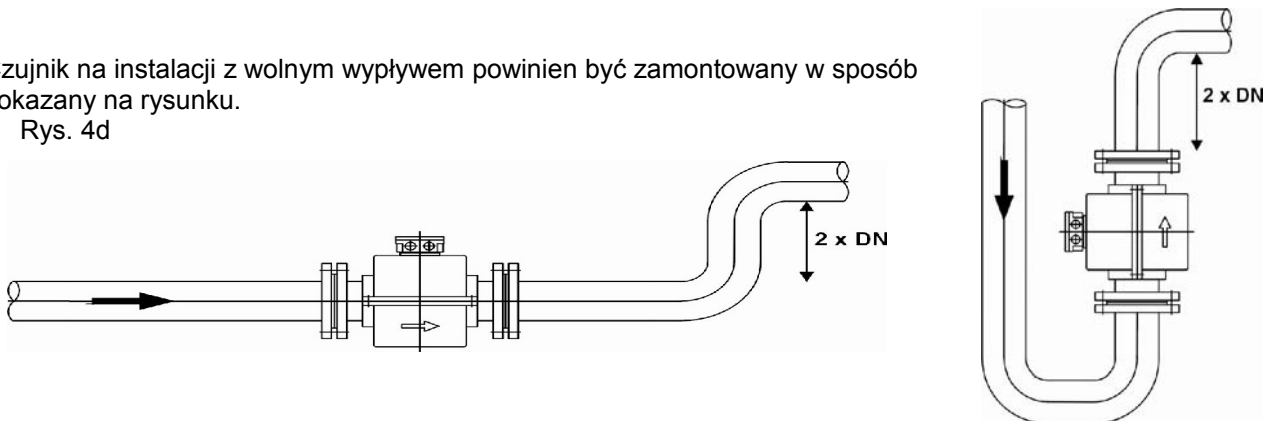 zujnik na instalacji z wolnym wypływem powinien być zamontowany w sposób
okazany na rysunku.
Rys. 4d
2 x DN
2 x DN